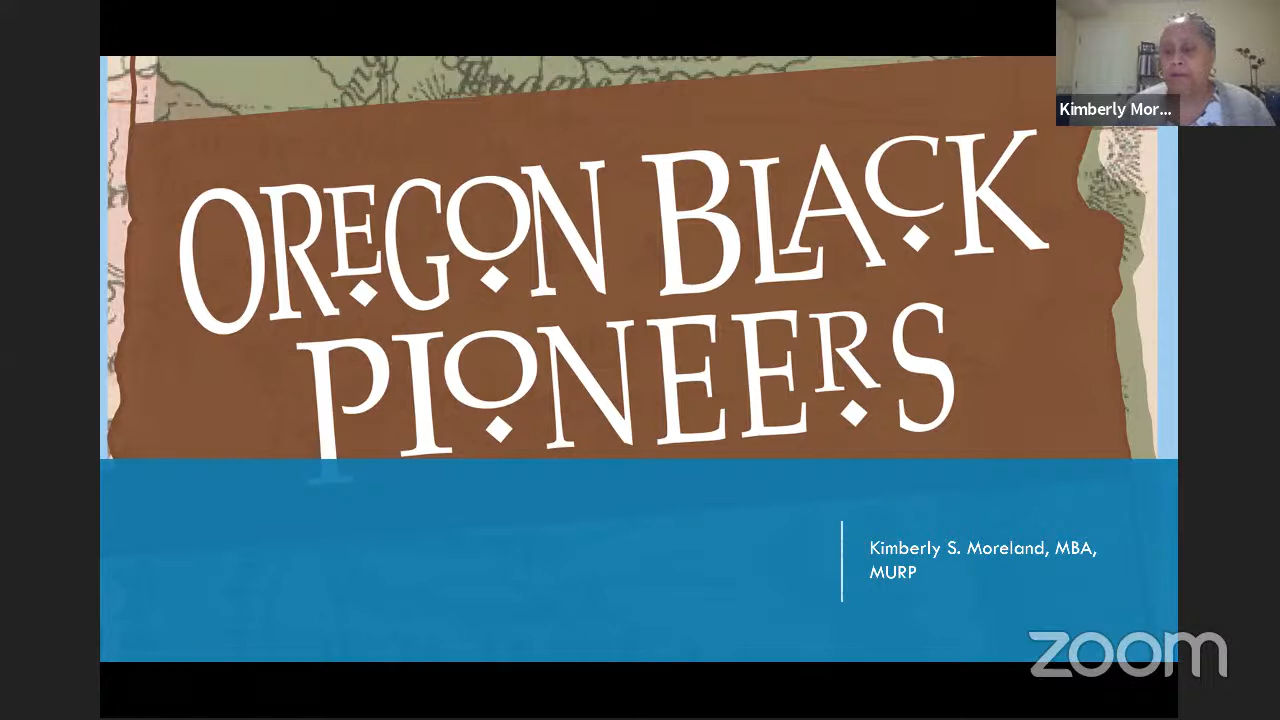 Kimberly Mor...
OREGON BLACK
PIONEERS
Kimberly S. Moreland, MBA,
MURP
zoom